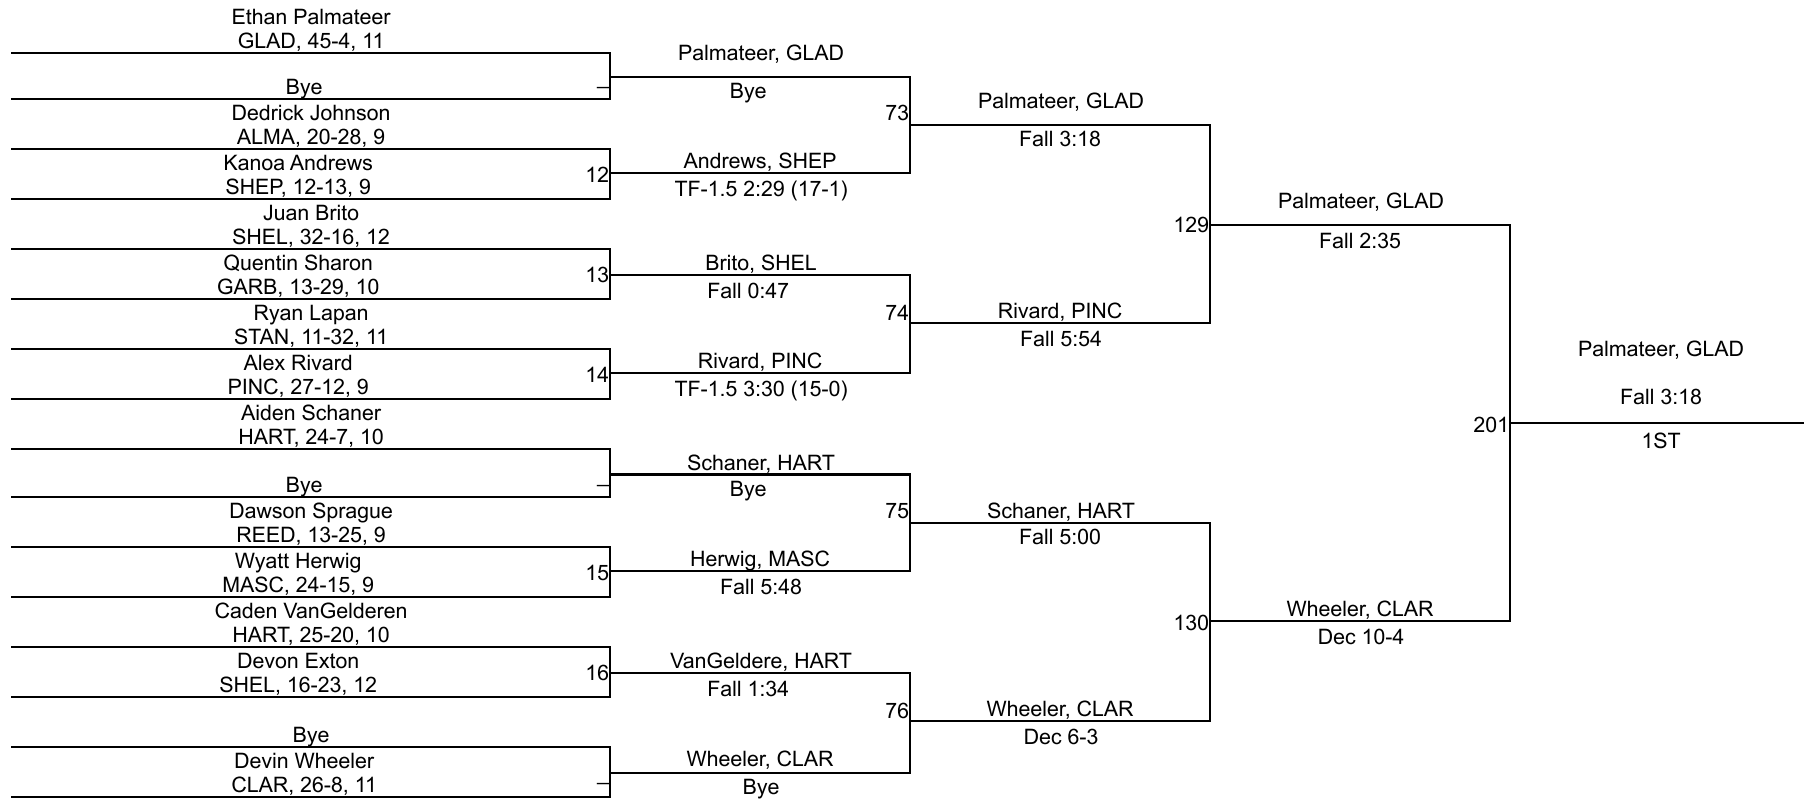 Ethan Palmateer
GLAD, 45-4, 11
Bye
Dedrick Johnson
ALMA, 20-28, 9
Kanoa Andrews
SHEP, 12-13, 9
Juan Brito
SHEL, 32-16, 12
Quentin Sharon
GARB, 13-29, 10
Ryan Lapan
STAN, 11-32, 11
Alex Rivard
PINC, 27-12, 9
Aiden Schaner
HART, 24-7, 10
Bye
Dawson Sprague
REED, 13-25, 9
Wyatt Herwig
MASC, 24-15, 9
Caden VanGelderen
HART, 25-20, 10
Devon Exton
SHEL, 16-23, 12
Bye
Devin Wheeler
CLAR, 26-8, 11
–
12
13
14
–
15
16
–
Palmateer, GLAD
Bye
Andrews, SHEP
TF-1.5 2:29 (17-1)
Brito, SHEL
Fall 0:47
Rivard, PINC
TF-1.5 3:30 (15-0)
Schaner, HART
Bye
Herwig, MASC
Fall 5:48
VanGeldere, HART
Fall 1:34
Wheeler, CLAR
Bye
73
74
75
76
Palmateer, GLAD
Fall 3:18
Rivard, PINC
Fall 5:54
Schaner, HART
Fall 5:00
Wheeler, CLAR
Dec 6-3
129
130
Palmateer, GLAD
Fall 2:35
Wheeler, CLAR
Dec 10-4
201
Palmateer, GLAD
Fall 3:18
1ST